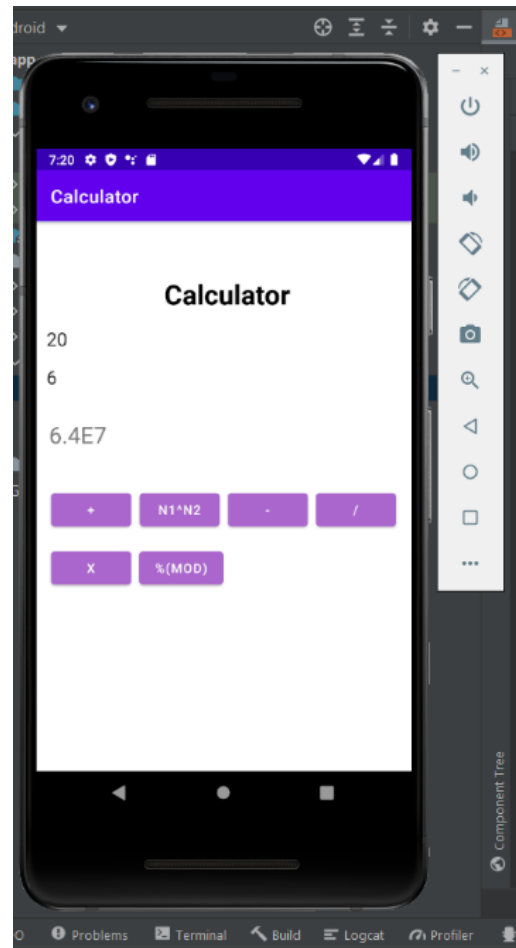 droid
app
7:20
Calculator
Calculator
20
6
6.4E7
+ N1^N2 - /
X %(MOD)
Component Tree
Problems Terminal Build Logcat Profiler